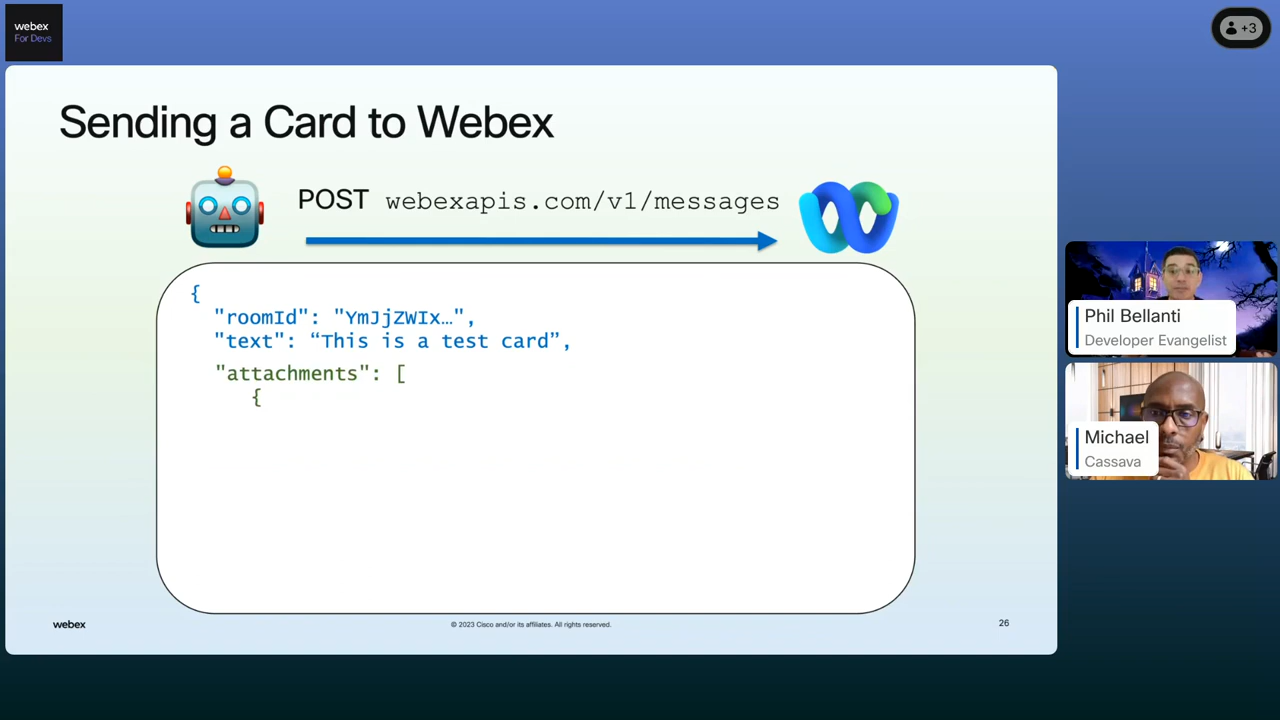 webex
For Devs
+3
Sending a Card to Webex
POST webexapis.com/v1/messages
{
"roomId": "YmJjZWIx…",
"text": “This is a test card”,
"attachments": [
{
webex
© 2023 Cisco and/or its affiliates. All rights reserved.
26
Phil Bellanti
Developer Evangelist
Michael
Cassava